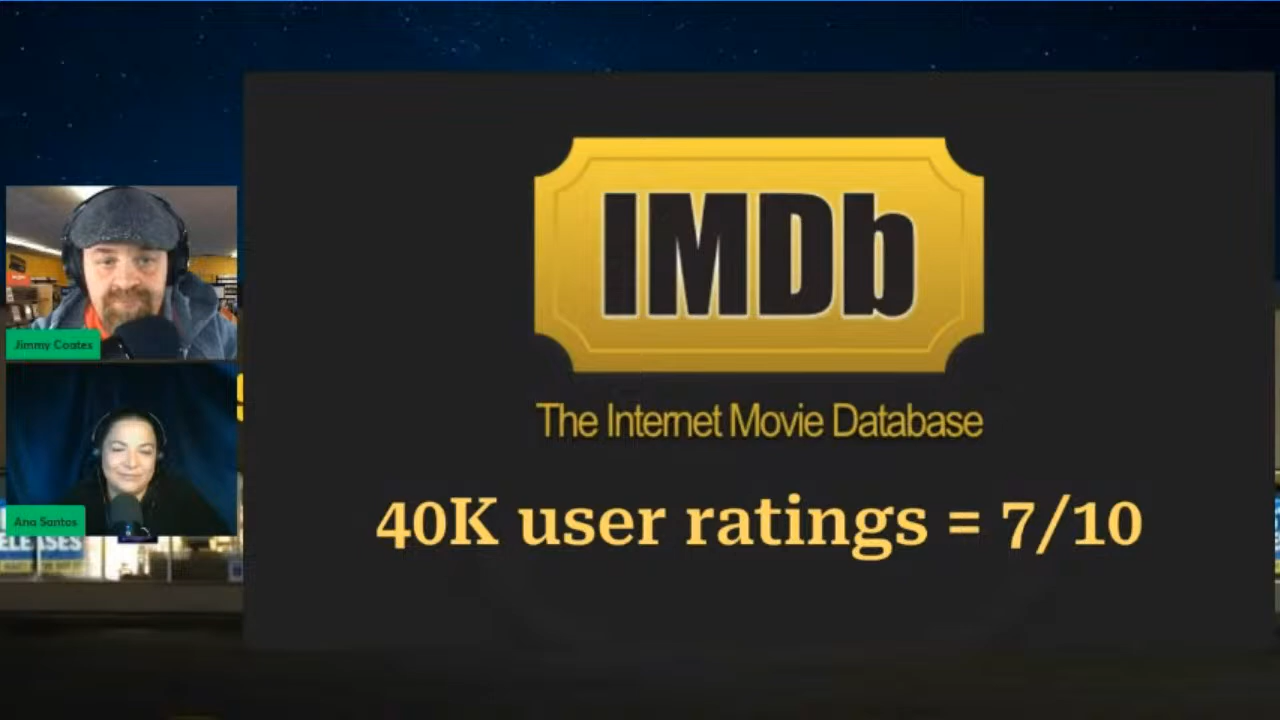 IMDb
The Internet Movie Database
40K user ratings = 7/10
Jimmy Coates
Ana Santos